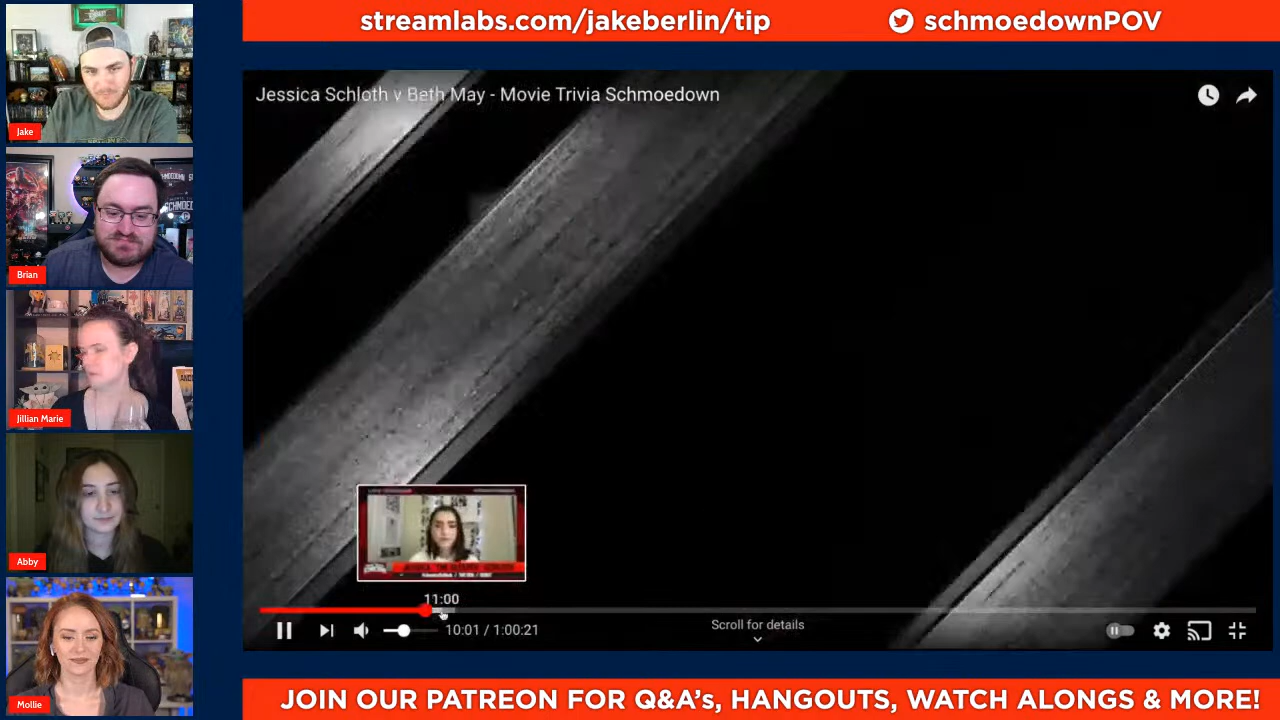 streamlabs.com/jakeberlin/tip
schmoedownPOV
Jake
Brian
Jillian Marie
Abby
Mollie
Jessica Schloth v Beth May - Movie Trivia Schmoedown
11:00
10:01 / 1:00:21
Scroll for details
JOIN OUR PATREON FOR Q&A's, HANGOUTS, WATCH ALONGS & MORE!